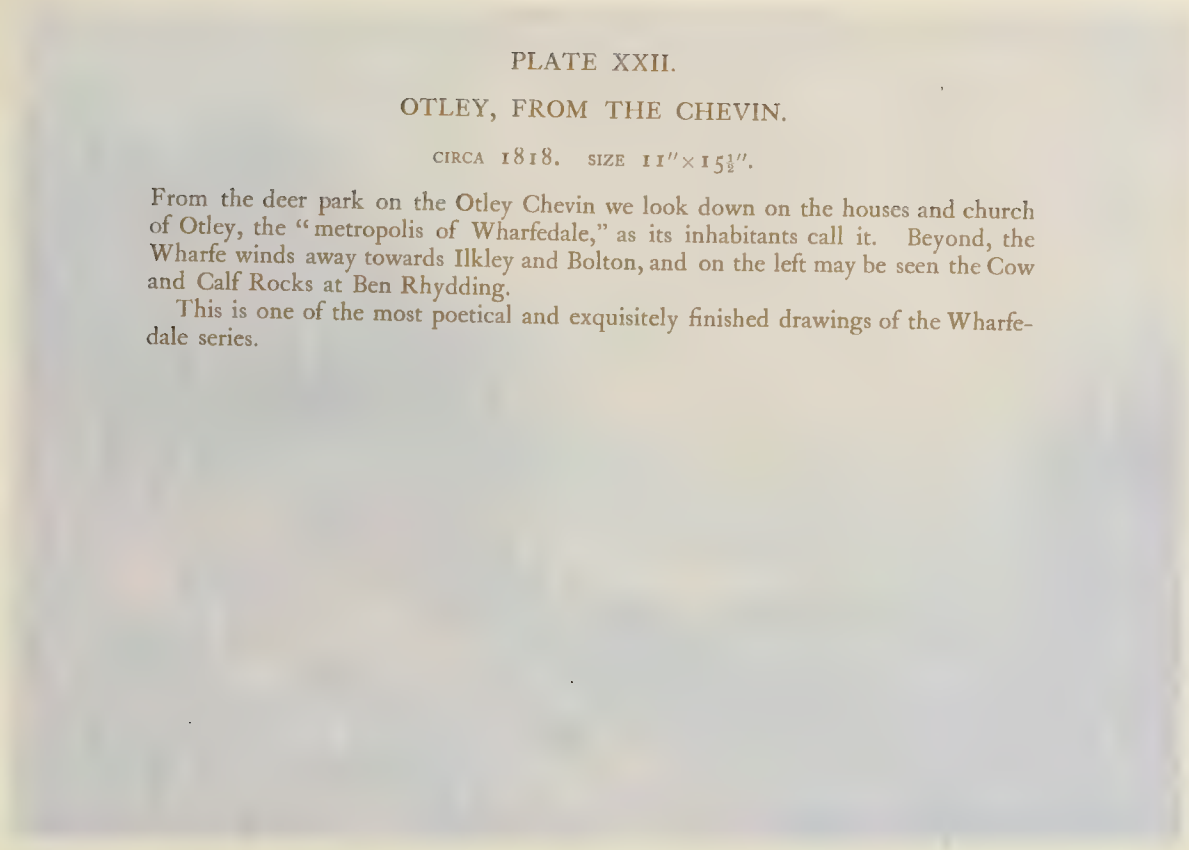 PLATE XXII.
OTLEY, FROM THE CHEVIN.
CIRCA 1818. SIZE 11″×15½″.
From the deer park on the Otley Chevin we look down on the houses and church
of Otley, the “metropolis of Wharfedale,” as its inhabitants call it. Beyond, the
Wharfe winds away towards Ilkley and Bolton, and on the left may be seen the Cow
and Calf Rocks at Ben Rhydding.
This is one of the most poetical and exquisitely finished drawings of the Wharfe-
dale series.